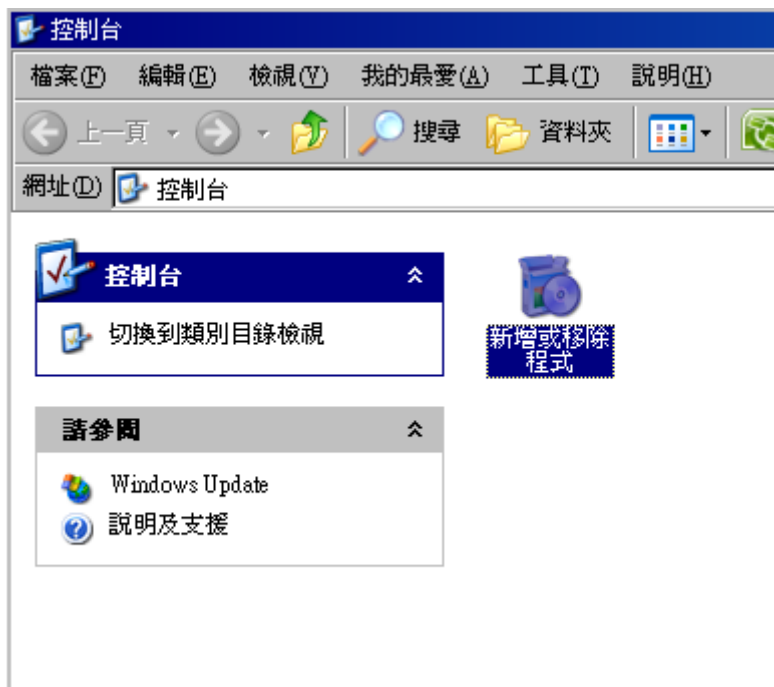 控制台
檔案(F) 編輯(E) 檢視(V) 我的最愛(A) 工具(T) 說明(H)
上一頁 搜尋 資料夾
網址(D) 控制台
控制台
切換到類別目錄檢視
新增或移除
程式
請參閱
Windows Update
說明及支援